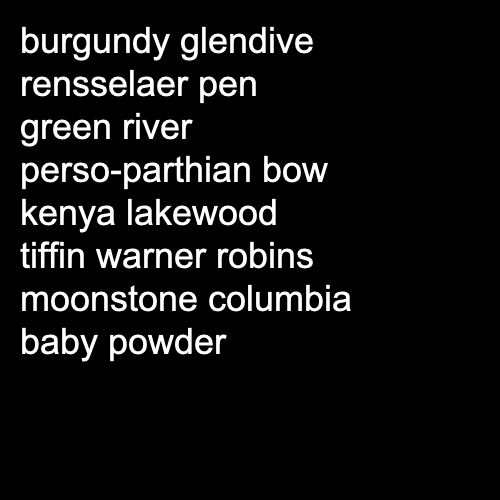 burgundy glendive
rensselaer pen
green river
perso-parthian bow
kenya lakewood
tiffin warner robins
moonstone columbia
baby powder